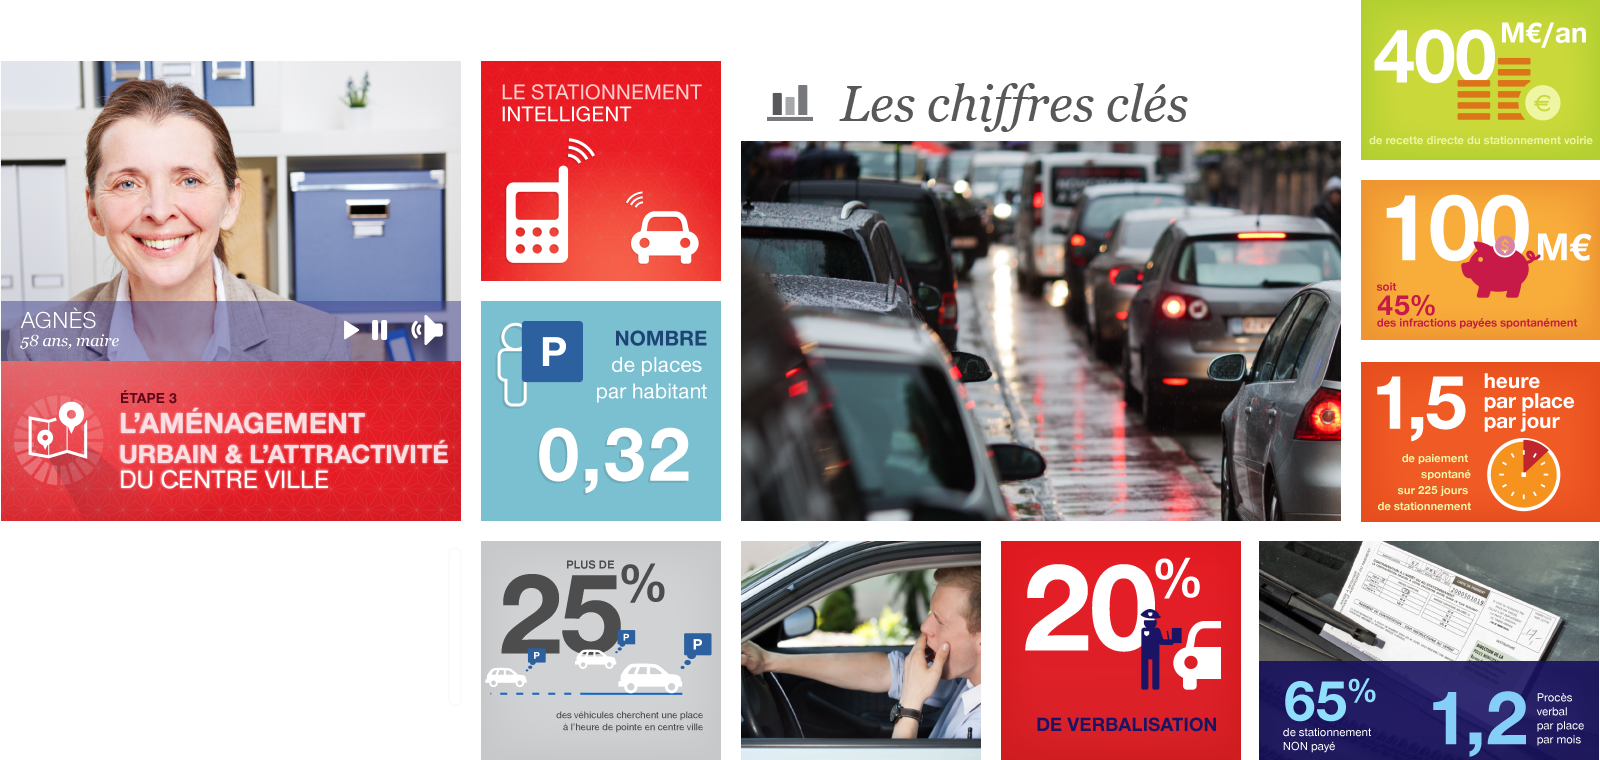 AGNÈS
58 ans, maire
ÉTAPE 3
L'AMÉNAGEMENT
URBAIN & L'ATTRACTIVITÉ
DU CENTRE VILLE
LE STATIONNEMENT
INTELLIGENT
P
NOMBRE
de places
par habitant
0,32
Les chiffres clés
400 M€/an
€
de recette directe du stationnement voirie
100 M€
$
soit
45%
des infractions payées spontanément
1,5
heure
par place
par jour
de paiement
spontané
sur 225 jours
de stationnement
PLUS DE
25%
P
P
P
des véhicules cherchent une place
à l'heure de pointe en centre ville
20%
DE VERBALISATION
65%
de stationnement
NON payé
1,2
Procès
verbal
par place
par mois